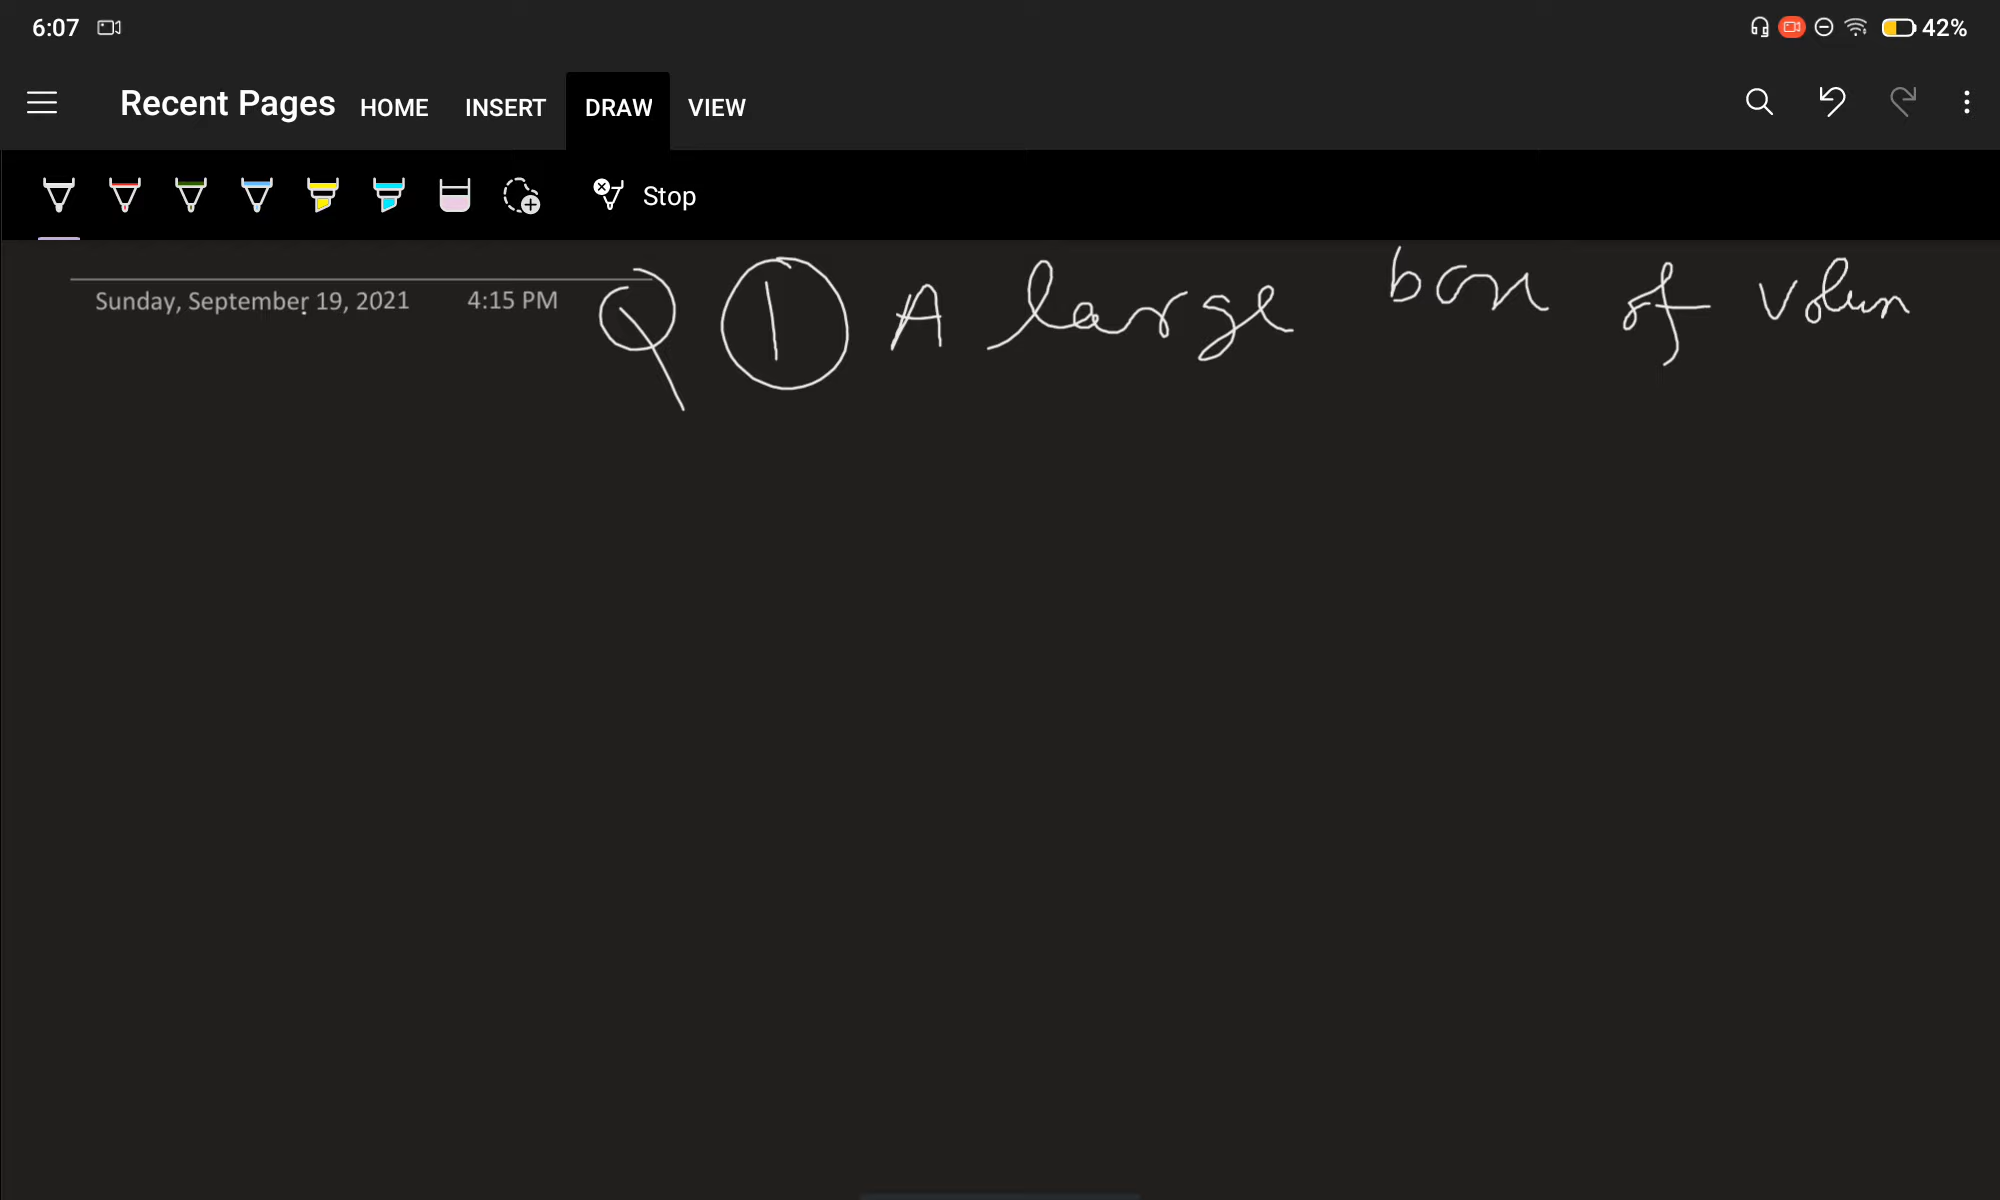 6:07 42%
Recent Pages HOME INSERT DRAW VIEW
Stop
Q 1 A large box of volum
Sunday, September 19, 2021 4:15 PM